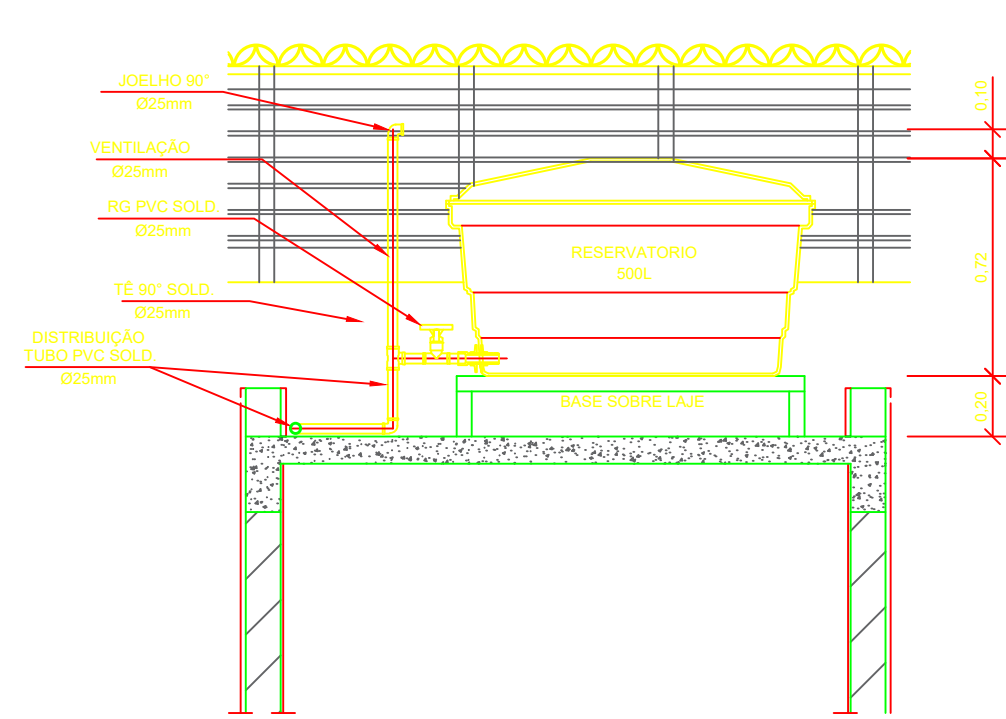 JOELHO 90°
Ø25mm
VENTILAÇÃO
Ø25mm
RG PVC SOLD.
Ø25mm
TÊ 90° SOLD.
Ø25mm
DISTRIBUIÇÃO
TUBO PVC SOLD.
Ø25mm
RESERVATÓRIO
500L
BASE SOBRE LAJE
0,10
0,72
0,20